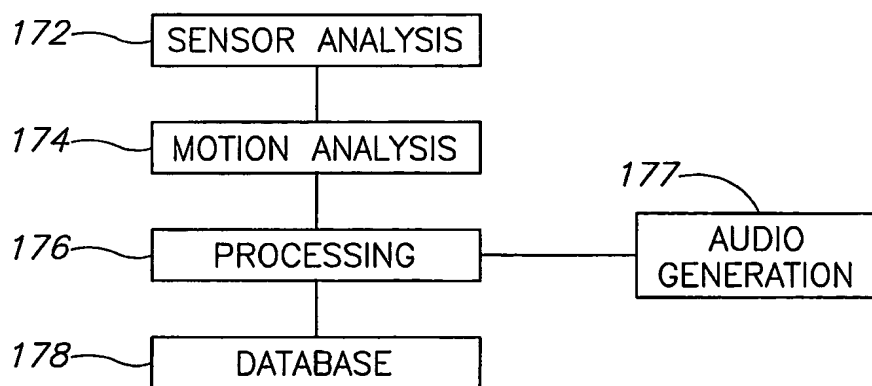 172 SENSOR ANALYSIS
174 MOTION ANALYSIS
177
176 PROCESSING
AUDIO
GENERATION
178 DATABASE